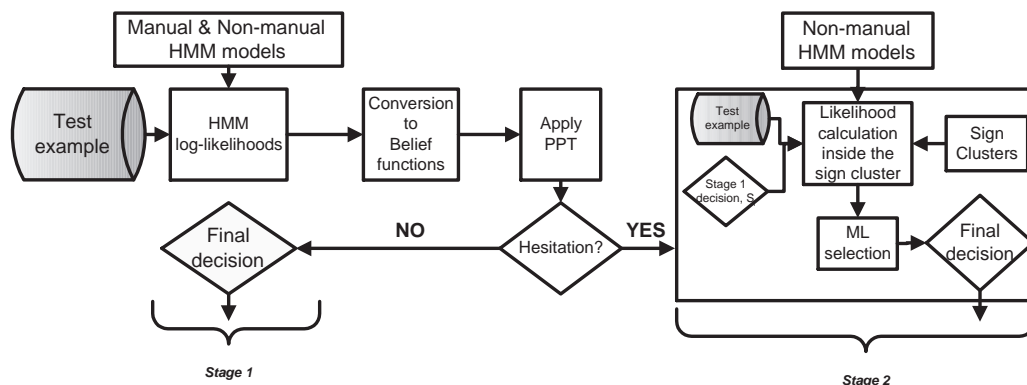 Manual & Non-manual
HMM models
Test
example
HMM
log-likelihoods
Conversion
to
Belief
functions
Apply
PPT
Hesitation?
NO
YES
Final
decision
Stage 1
Non-manual
HMM models
Test
example
Stage 1
decision, S
Likelihood
calculation
inside the
sign cluster
Sign
Clusters
ML
selection
Final
decision
Stage 2